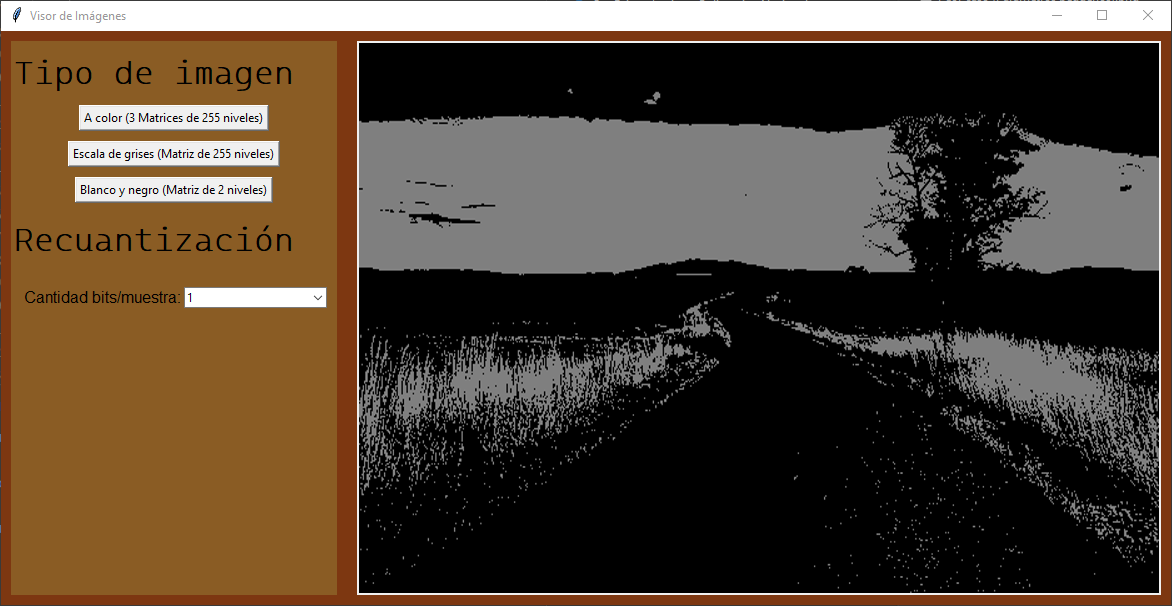 Visor de Imágenes
Tipo de imagen
A color (3 Matrices de 255 niveles)
Escala de grises (Matriz de 255 niveles)
Blanco y negro (Matriz de 2 niveles)
Recuantización
Cantidad bits/muestra: 1